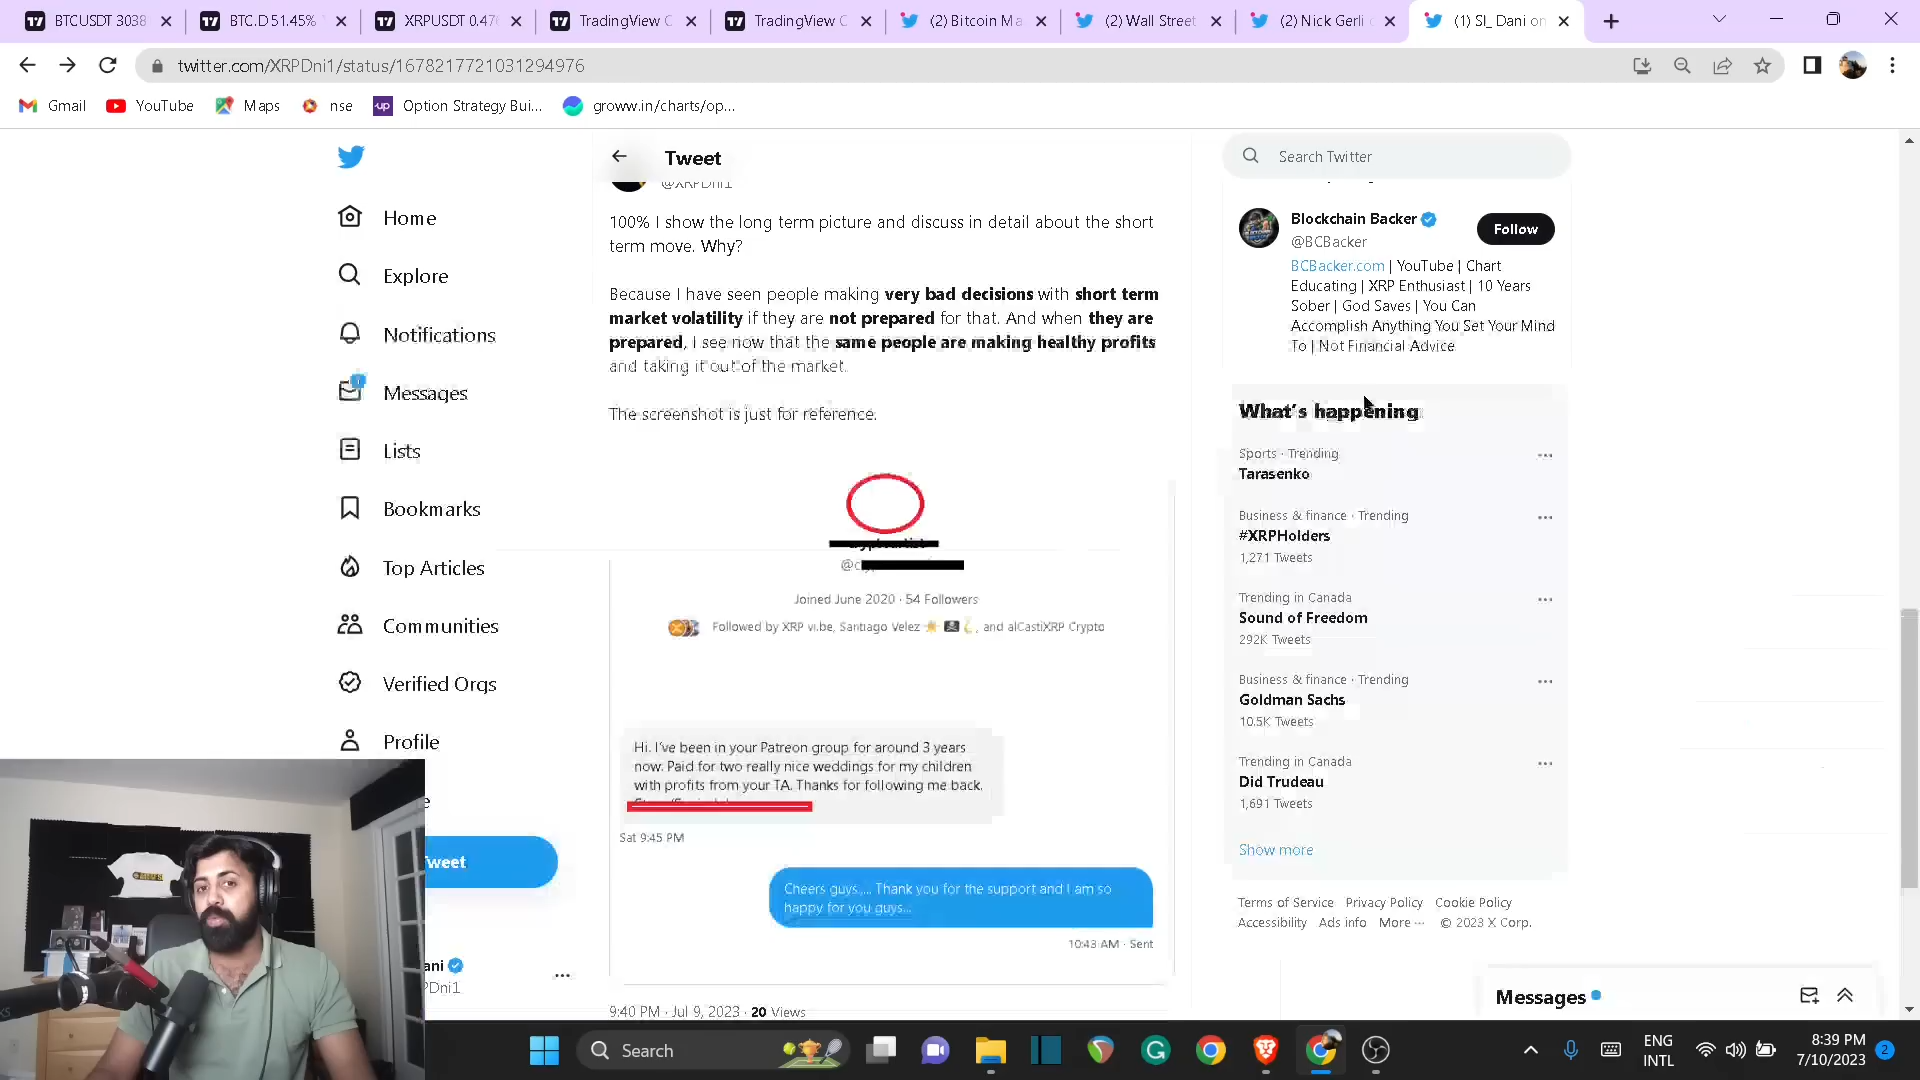 BTCUSDT 3038
BTC.D 51.45%
XRPUSDT 0.476
TradingView C
TradingView C
(2) Bitcoin Ma
(2) Wall Street
(2) Nick Gerli
(1) SI_ Dani on
twitter.com/XRPDni1/status/1678217721031294976
Gmail
YouTube
Maps
nse
up
Option Strategy Bui...
groww.in/charts/op...
Home
Explore
Notifications
Messages
Lists
Bookmarks
Top Articles
Communities
Verified Orgs
Profile
Tweet
@XRPDni1
100% I show the long term picture and discuss in detail about the short
term move. Why?
Because I have seen people making very bad decisions with short term
market volatility if they are not prepared for that. And when they are
prepared, I see now that the same people are making healthy profits
and taking it out of the market.
The screenshot is just for reference.
Joined June 2020 · 54 Followers
Followed by XRP vi.be, Santiago Velez, and alCastiXRP Crypto
Hi. I've been in your Patreon group for around 3 years
now. Paid for two really nice weddings for my children
with profits from your TA. Thanks for following me back.
Sat 9:45 PM
Cheers guys.... Thank you for the support and I am so
happy for you guys...
10:43 AM · Sent
9:40 PM · Jul 9, 2023 · 20 Views
Search Twitter
Blockchain Backer
@BCBacker
Follow
BCBacker.com | YouTube | Chart
Educating | XRP Enthusiast | 10 Years
Sober | God Saves | You Can
Accomplish Anything You Set Your Mind
To | Not Financial Advice
What's happening
Sports · Trending
Tarasenko
Business & finance · Trending
#XRPHolders
1,271 Tweets
Trending in Canada
Sound of Freedom
292K Tweets
Business & finance · Trending
Goldman Sachs
10.5K Tweets
Trending in Canada
Did Trudeau
1,691 Tweets
Show more
Terms of Service Privacy Policy Cookie Policy
Accessibility Ads info More ··· © 2023 X Corp.
Messages
weet
ani
PDni1
Search
ENG
INTL
8:39 PM
7/10/2023
2